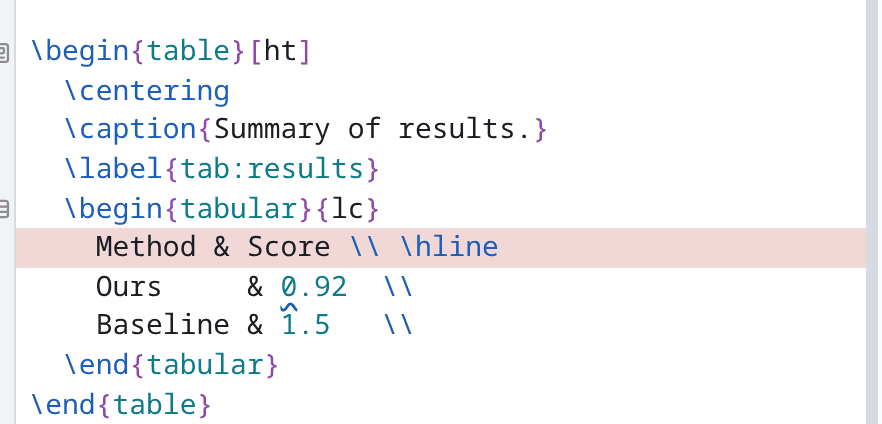 \begin{table}[ht]
  \centering
  \caption{Summary of results.}
  \label{tab:results}
  \begin{tabular}{lc}
    Method & Score \\ \hline
    Ours     & 0.92  \\
    Baseline & 1.5   \\
  \end{tabular}
\end{table}